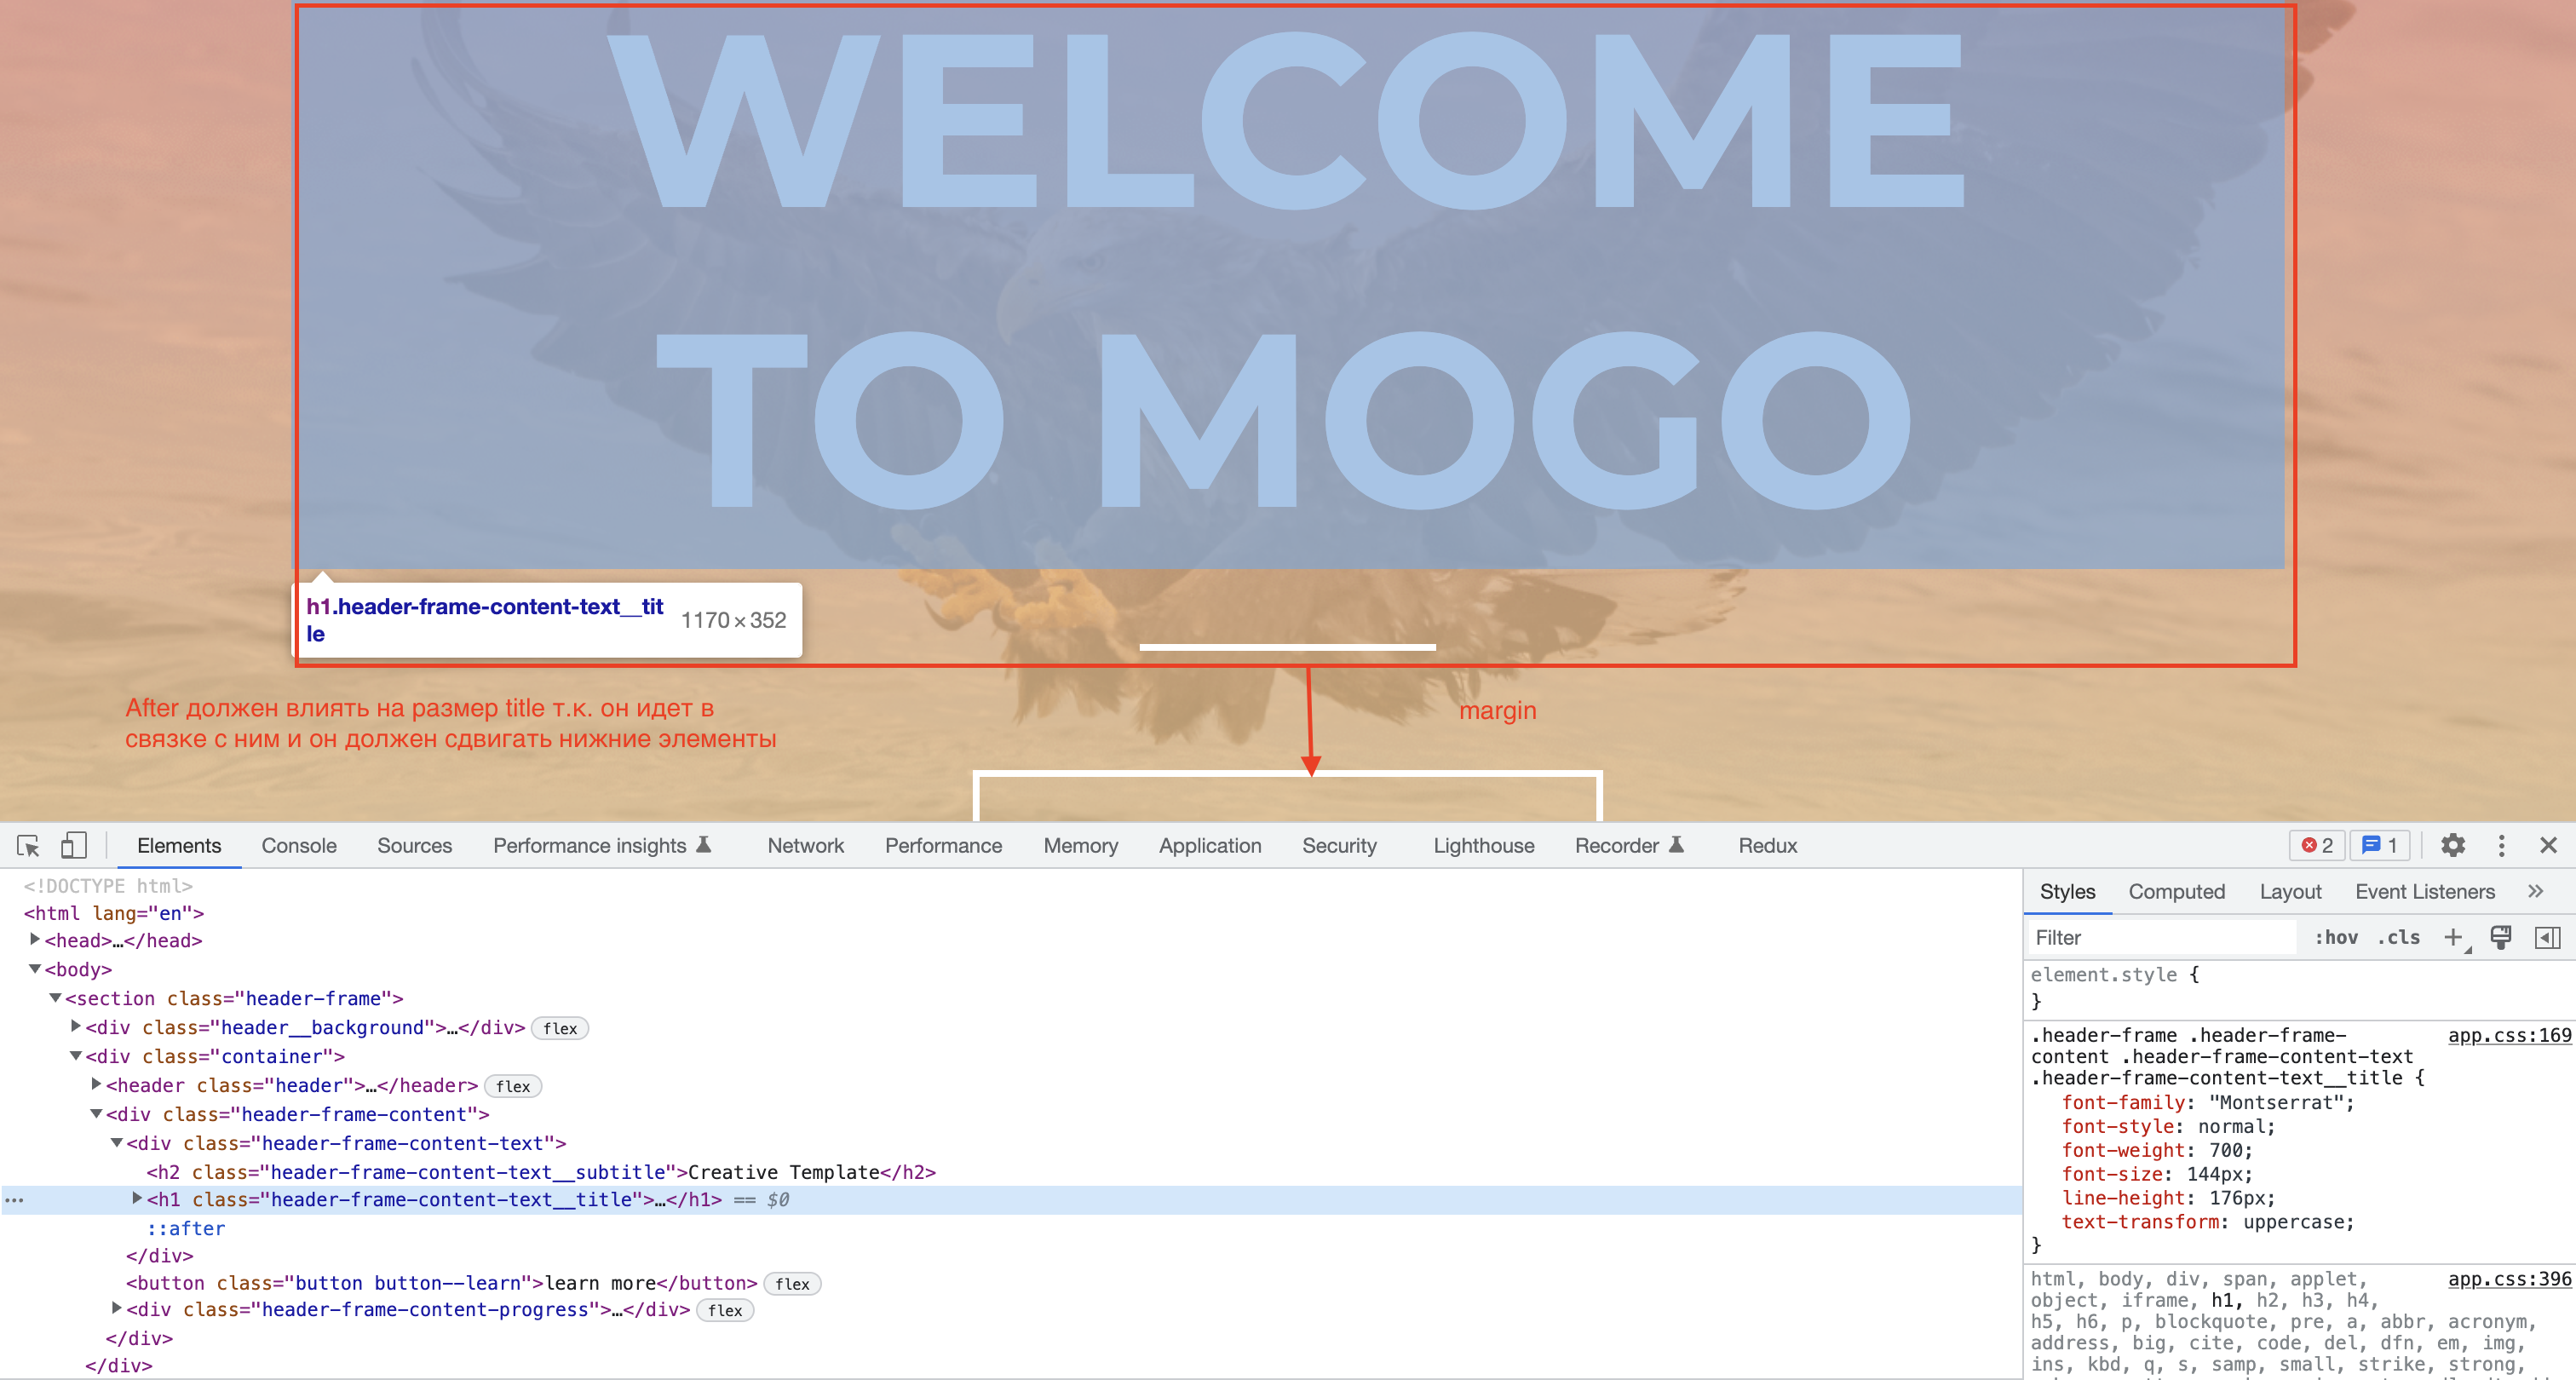 WELCOME
TO MOGO
h1.header-frame-content-text__tit
le
1170 × 352
After должен влиять на размер title т.к. он идет в
связке с ним и он должен сдвигать нижние элементы
margin
Elements Console Sources Performance insights Network Performance Memory Application Security Lighthouse Recorder Redux 2 1
<!DOCTYPE html>
<html lang="en">
<head>…</head>
<body>
<section class="header-frame">
<div class="header__background">…</div> flex
<div class="container">
<header class="header">…</header> flex
<div class="header-frame-content">
<div class="header-frame-content-text">
<h2 class="header-frame-content-text__subtitle">Creative Template</h2>
… <h1 class="header-frame-content-text__title">…</h1> == $0
::after
</div>
<button class="button button--learn">learn more</button> flex
<div class="header-frame-content-progress">…</div> flex
</div>
</div>
Styles Computed Layout Event Listeners »
Filter :hov .cls +
element.style {
}
.header-frame .header-frame- app.css:169
content .header-frame-content-text
.header-frame-content-text__title {
font-family: "Montserrat";
font-style: normal;
font-weight: 700;
font-size: 144px;
line-height: 176px;
text-transform: uppercase;
}
html, body, div, span, applet, app.css:396
object, iframe, h1, h2, h3, h4,
h5, h6, p, blockquote, pre, a, abbr, acronym,
address, big, cite, code, del, dfn, em, img,
ins, kbd, q, s, samp, small, strike, strong,